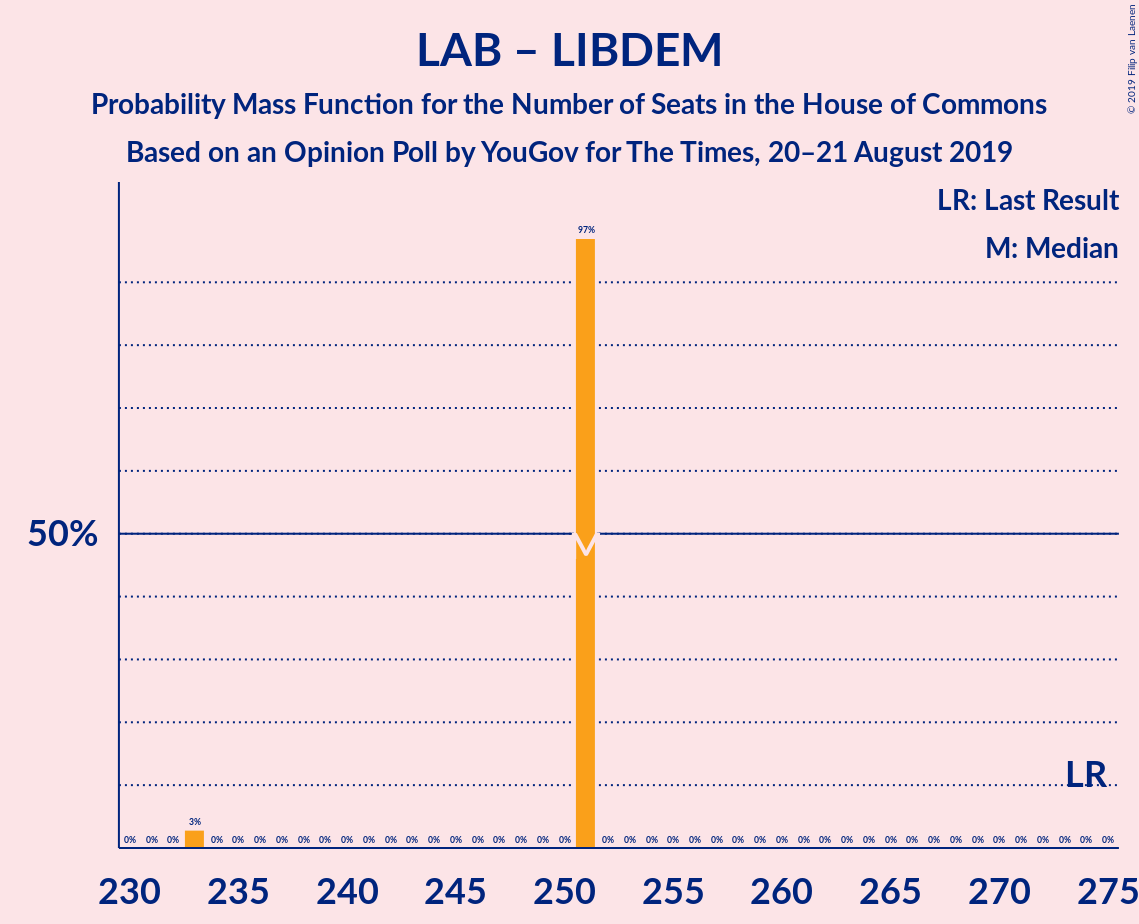 LAB – LIBDEM
Probability Mass Function for the Number of Seats in the House of Commons
Based on an Opinion Poll by YouGov for The Times, 20–21 August 2019
© 2019 Filip van Laenen
LR: Last Result
M: Median
97%
50%
M
LR
3%
0% 0% 0% 0% 0% 0% 0% 0% 0% 0% 0% 0% 0% 0% 0% 0% 0% 0% 0% 0% 0% 0% 0% 0% 0% 0% 0% 0% 0% 0% 0% 0% 0% 0% 0% 0% 0% 0% 0% 0% 0% 0% 0% 0%
230 235 240 245 250 255 260 265 270 275